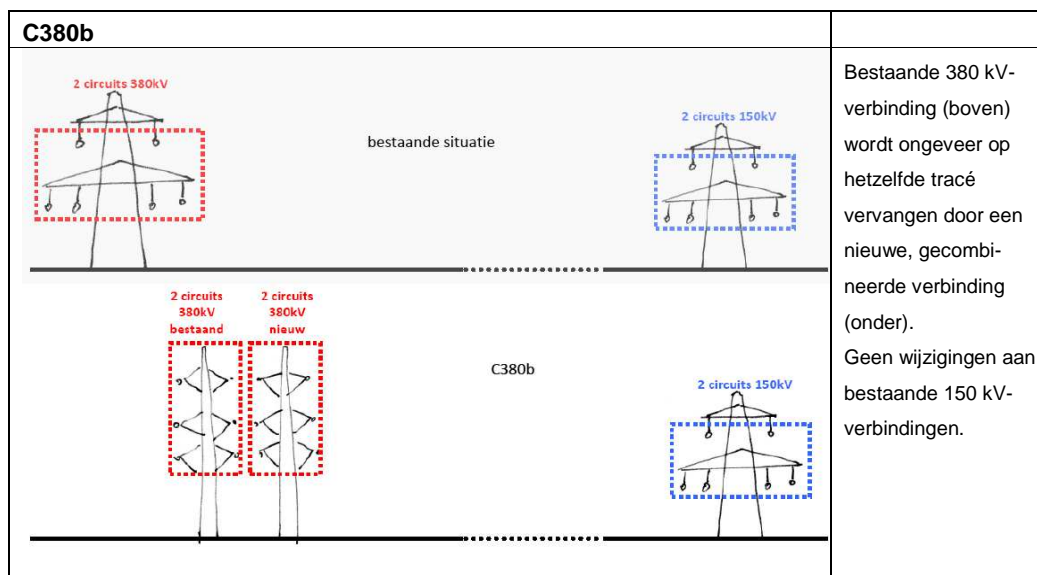 C380b
2 circuits 380kV
bestaande situatie
2 circuits 150kV
2 circuits
380kV
bestaand
2 circuits
380kV
nieuw
C380b
2 circuits 150kV
Bestaande 380 kV-
verbinding (boven)
wordt ongeveer op
hetzelfde tracé
vervangen door een
nieuwe, gecombi-
neerde verbinding
(onder).
Geen wijzigingen aan
bestaande 150 kV-
verbindingen.